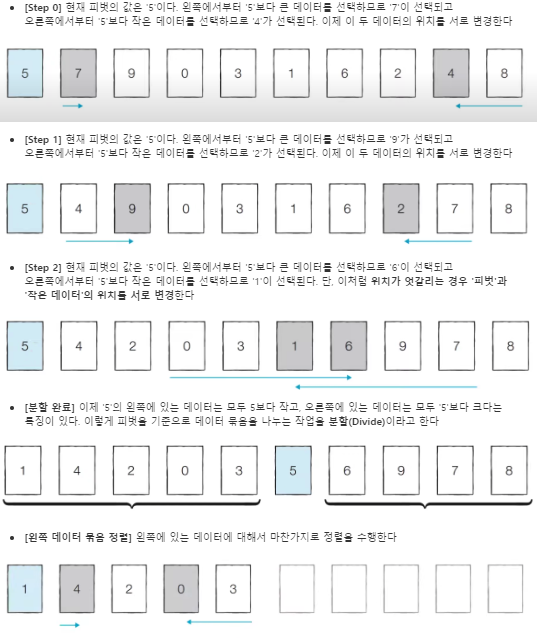 • [Step 0] 현재 피벗의 값은 '5'이다. 왼쪽에서부터 '5'보다 큰 데이터를 선택하므로 '7'이 선택되고
오른쪽에서부터 '5'보다 작은 데이터를 선택하므로 '4'가 선택된다. 이제 이 두 데이터의 위치를 서로 변경한다
5 7 9 0 3 1 6 2 4 8
• [Step 1] 현재 피벗의 값은 '5'이다. 왼쪽에서부터 '5'보다 큰 데이터를 선택하므로 '9'가 선택되고
오른쪽에서부터 '5'보다 작은 데이터를 선택하므로 '2'가 선택된다. 이제 이 두 데이터의 위치를 서로 변경한다
5 4 9 0 3 1 6 2 7 8
• [Step 2] 현재 피벗의 값은 '5'이다. 왼쪽에서부터 '5'보다 큰 데이터를 선택하므로 '6'이 선택되고
오른쪽에서부터 '5'보다 작은 데이터를 선택하므로 '1'이 선택된다. 단, 이처럼 위치가 엇갈리는 경우 '피벗'과
'작은 데이터'의 위치를 서로 변경한다
5 4 2 0 3 1 6 9 7 8
• [분할 완료] 이제 '5'의 왼쪽에 있는 데이터는 모두 5보다 작고, 오른쪽에 있는 데이터는 모두 '5'보다 크다는
특징이 있다. 이렇게 피벗을 기준으로 데이터 묶음을 나누는 작업을 분할(Divide)이라고 한다
1 4 2 0 3 5 6 9 7 8
• [왼쪽 데이터 묶음 정렬] 왼쪽에 있는 데이터에 대해서 마찬가지로 정렬을 수행한다
1 4 2 0 3